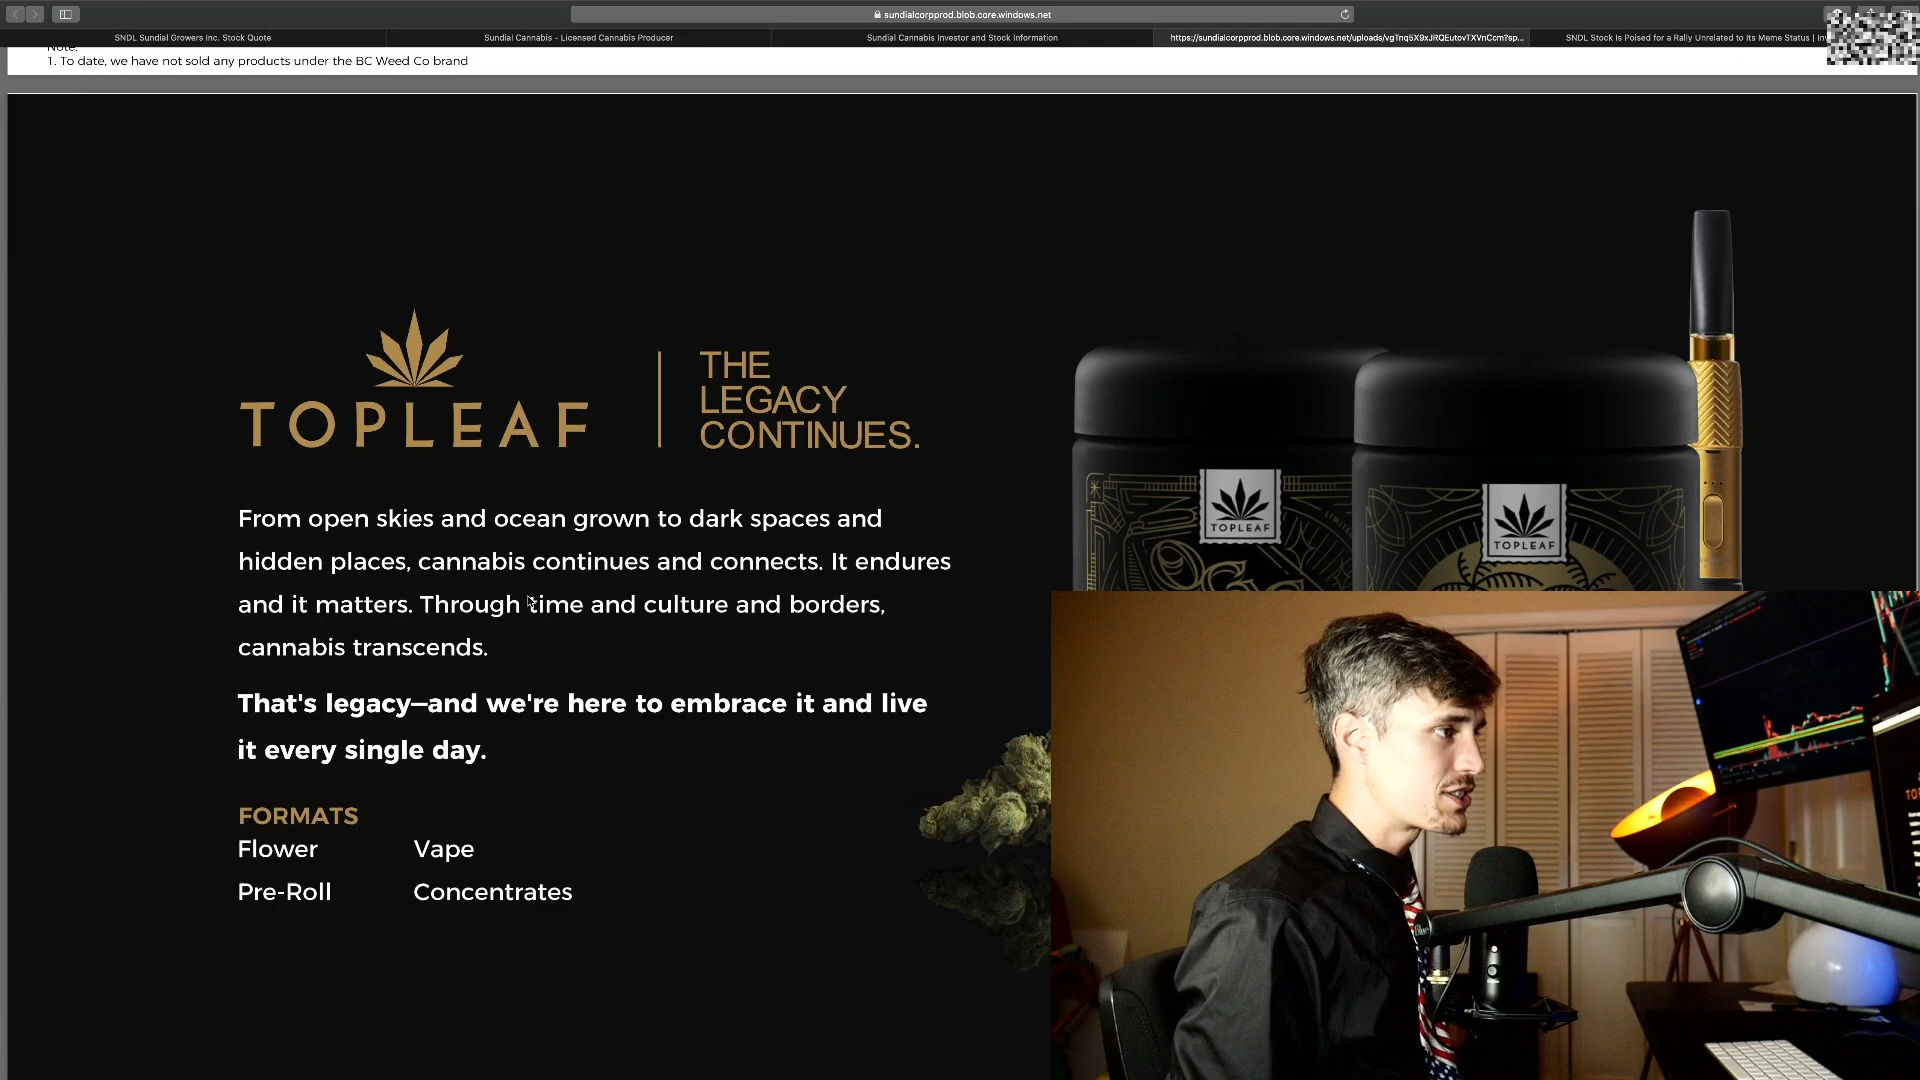 sundialcorpprod.blob.core.windows.net
SNDL Sundial Growers Inc. Stock Quote
Sundial Cannabis - Licensed Cannabis Producer
Sundial Cannabis Investor and Stock Information
SNDL Stock Is Poised for a Rally Unrelated to Its Meme Status |
Note:
1. To date, we have not sold any products under the BC Weed Co brand
TOPLEAF
THE
LEGACY
CONTINUES.
From open skies and ocean grown to dark spaces and
hidden places, cannabis continues and connects. It endures
and it matters. Through time and culture and borders,
cannabis transcends.
That's legacy—and we're here to embrace it and live
it every single day.
FORMATS
Flower Vape
Pre-Roll Concentrates
TOPLEAF
TOPLEAF